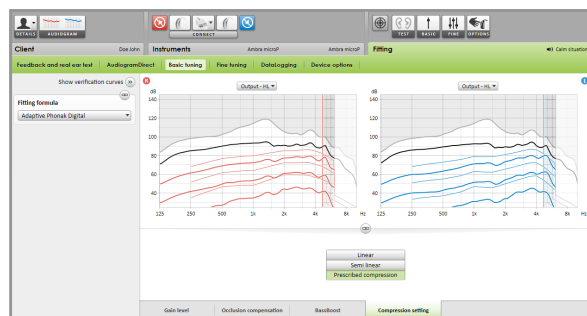 DETAILS AUDIOGRAM CONNECT TEST BASIC FINE OPTIONS
Client Doe John Instruments Ambra microP Ambra microP Fitting Calm situation
Feedback and real ear test AudiogramDirect Basic tuning Fine tuning DataLogging Device options
Show verification curves
Fitting formula
Adaptive Phonak Digital
R Output - HL
dB
140
120
100
80
60
40
125 250 500 1k 2k 4k 8k Hz
L Output - HL
dB
140
120
100
80
60
40
125 250 500 1k 2k 4k 8k Hz
Linear
Semi linear
Prescribed compression
Gain level Occlusion compensation BassBoost Compression setting